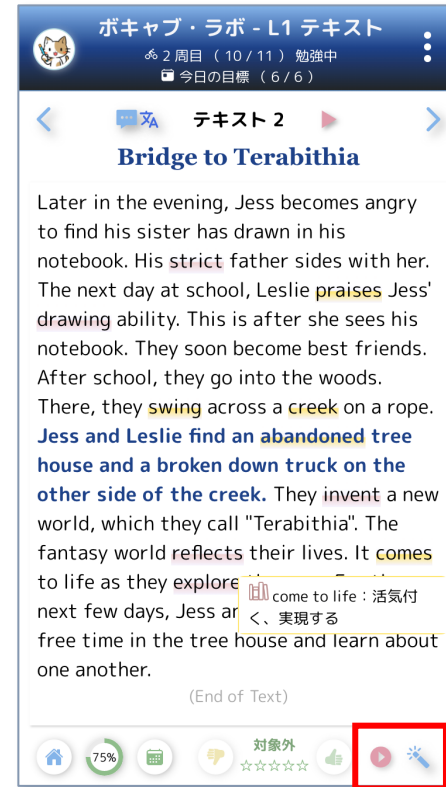 ボキャブ・ラボ - L1 テキスト
2 周目 ( 10 / 11 ) 勉強中
今日の目標 ( 6 / 6 )
テキスト 2
Bridge to Terabithia
Later in the evening, Jess becomes angry
to find his sister has drawn in his
notebook. His strict father sides with her.
The next day at school, Leslie praises Jess'
drawing ability. This is after she sees his
notebook. They soon become best friends.
After school, they go into the woods.
There, they swing across a creek on a rope.
Jess and Leslie find an abandoned tree
house and a broken down truck on the
other side of the creek. They invent a new
world, which they call "Terabithia". The
fantasy world reflects their lives. It comes
to life as they explore
come to life：活気付
next few days, Jess
く、実現する
free time in the tree house and learn about
one another.
(End of Text)
75%
対象外
☆☆☆☆☆